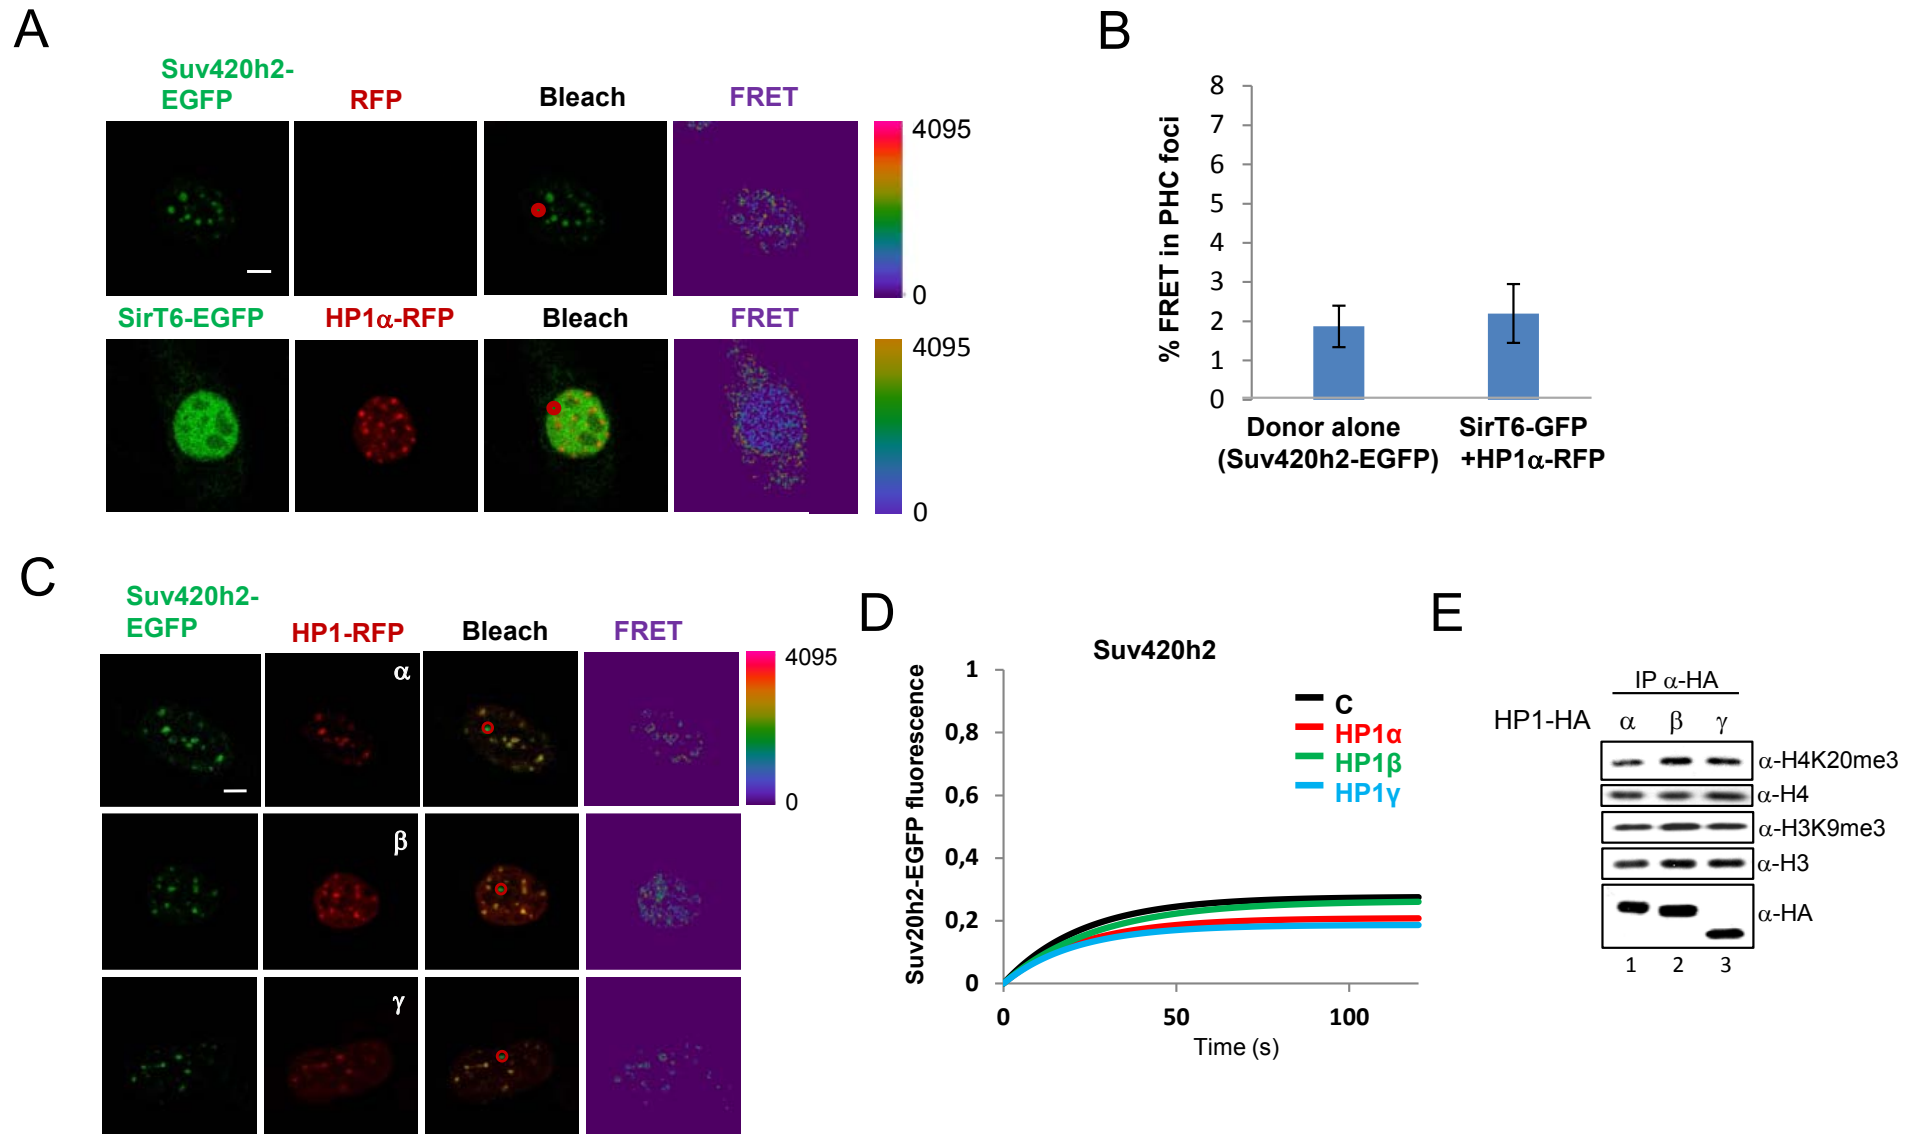 A
Suv420h2-
EGFP
RFP
Bleach
FRET
4095
0
SirT6-EGFP
HP1α-RFP
Bleach
FRET
4095
0
B
% FRET in PHC foci
8
7
6
5
4
3
2
1
0
Donor alone
(Suv420h2-EGFP)
SirT6-GFP
+HP1α-RFP
C
Suv420h2-
EGFP
HP1-RFP
Bleach
FRET
α
4095
0
β
γ
D
Suv420h2
Suv20h2-EGFP fluorescence
1
0,8
0,6
0,4
0,2
0
0
50
100
Time (s)
C
HP1α
HP1β
HP1γ
E
IP α-HA
HP1-HA α β γ
α-H4K20me3
α-H4
α-H3K9me3
α-H3
α-HA
1 2 3